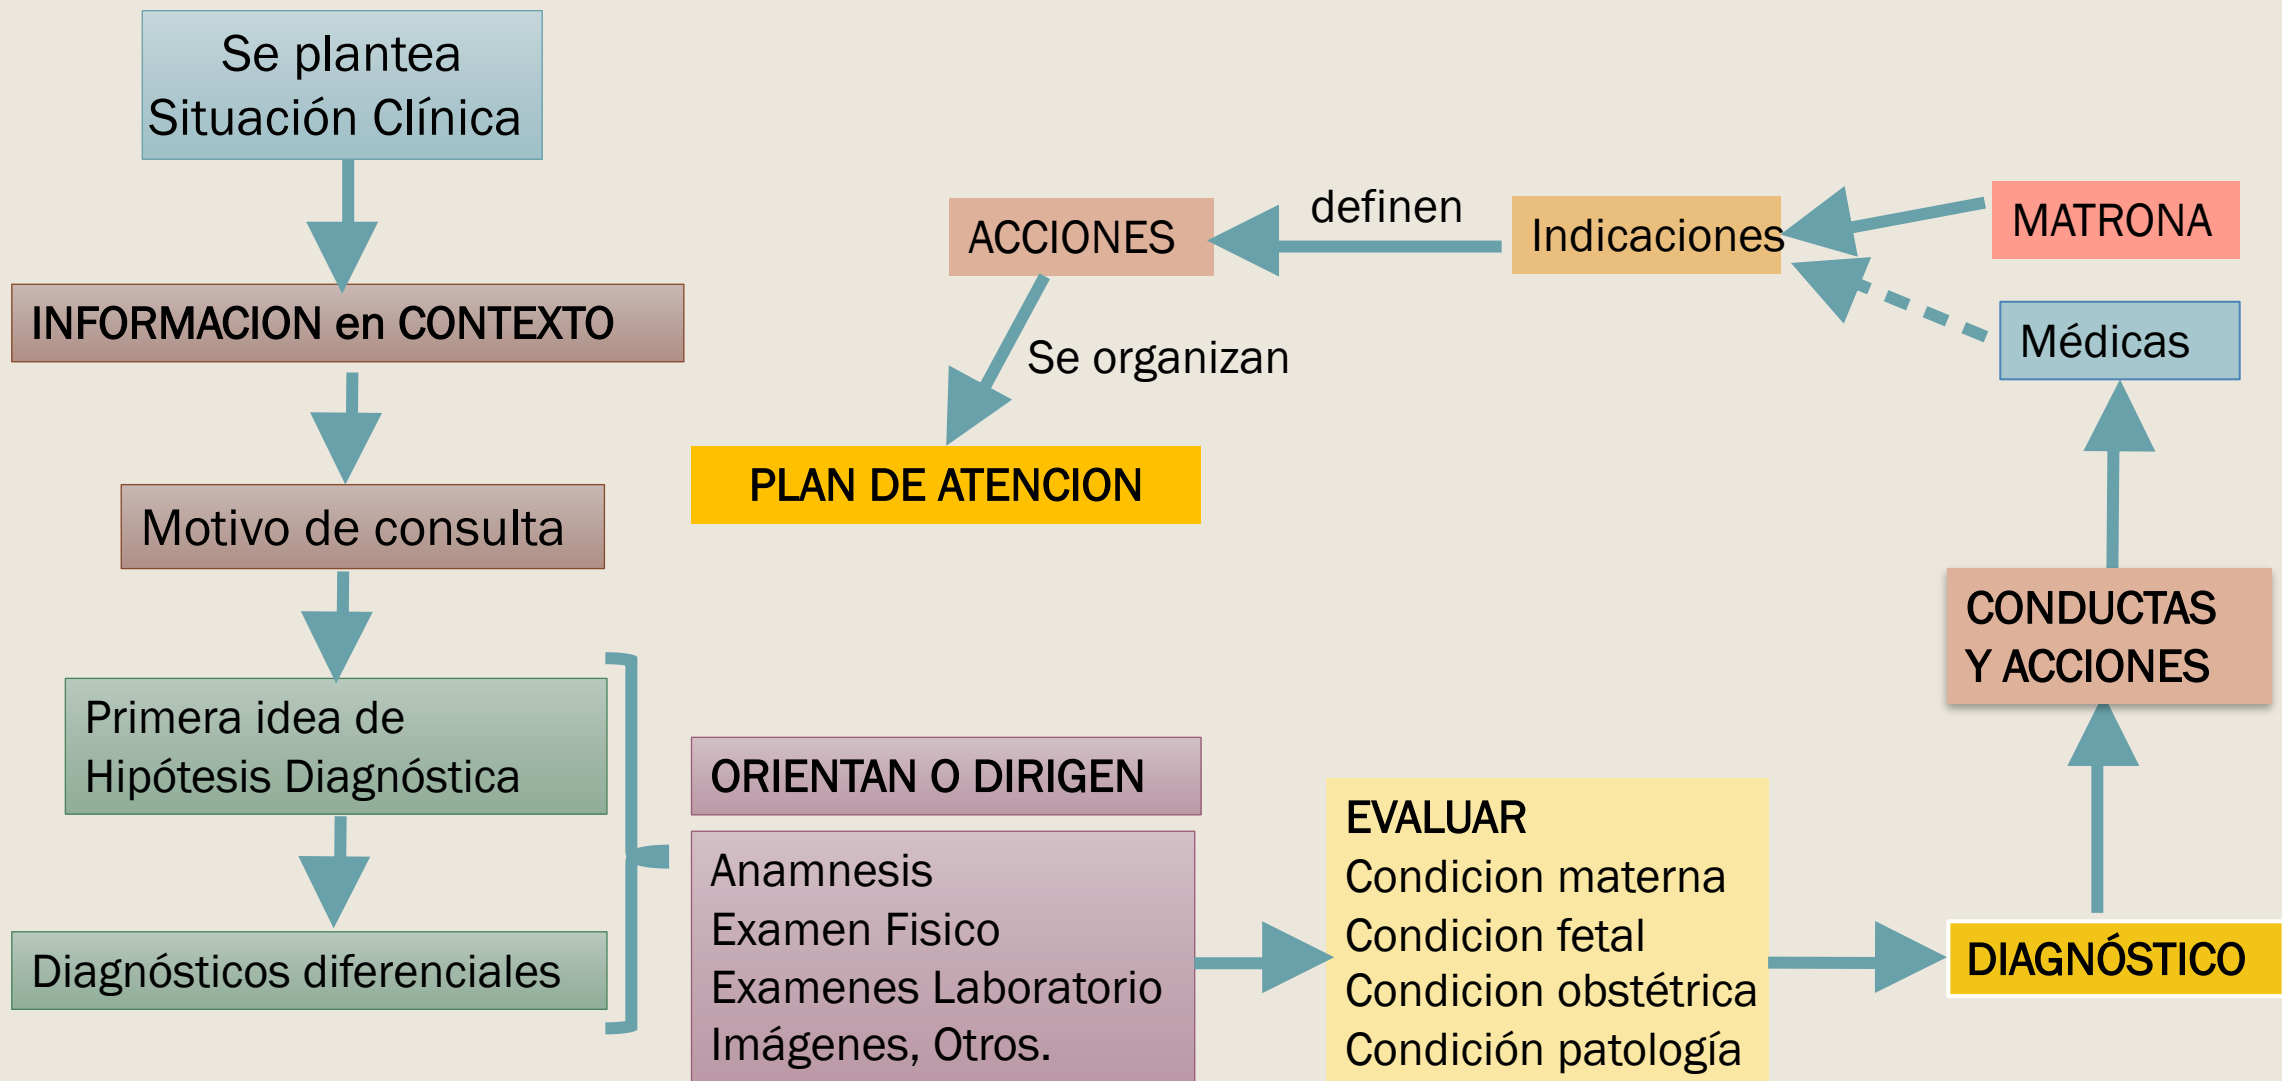 Se plantea
Situación Clínica
INFORMACION en CONTEXTO
Motivo de consulta
Primera idea de
Hipótesis Diagnóstica
Diagnósticos diferenciales
ORIENTAN O DIRIGEN
Anamnesis
Examen Fisico
Examenes Laboratorio
Imágenes, Otros.
EVALUAR
Condicion materna
Condicion fetal
Condicion obstétrica
Condición patología
DIAGNÓSTICO
CONDUCTAS
Y ACCIONES
Médicas
MATRONA
Indicaciones
definen
ACCIONES
Se organizan
PLAN DE ATENCION